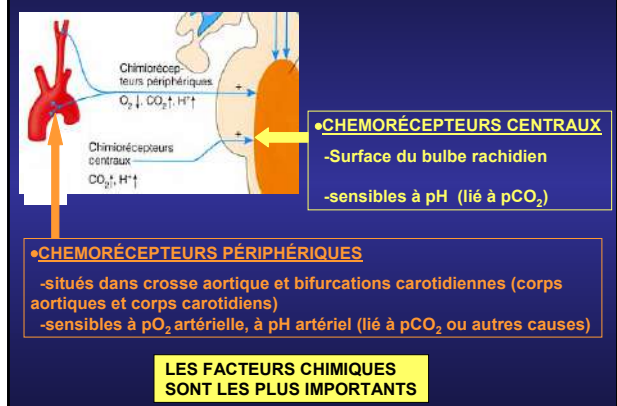 Chimiorécep-
teurs périphériques
O₂↓, CO₂↑, H⁺↑
Chimiorécepteurs
centraux
CO₂↑, H⁺↑
+
+
•CHEMORÉCEPTEURS CENTRAUX
-Surface du bulbe rachidien
-sensibles à pH (lié à pCO₂)
•CHEMORÉCEPTEURS PÉRIPHÉRIQUES
-situés dans crosse aortique et bifurcations carotidiennes (corps
aortiques et corps carotidiens)
-sensibles à pO₂ artérielle, à pH artériel (lié à pCO₂ ou autres causes)
LES FACTEURS CHIMIQUES
SONT LES PLUS IMPORTANTS